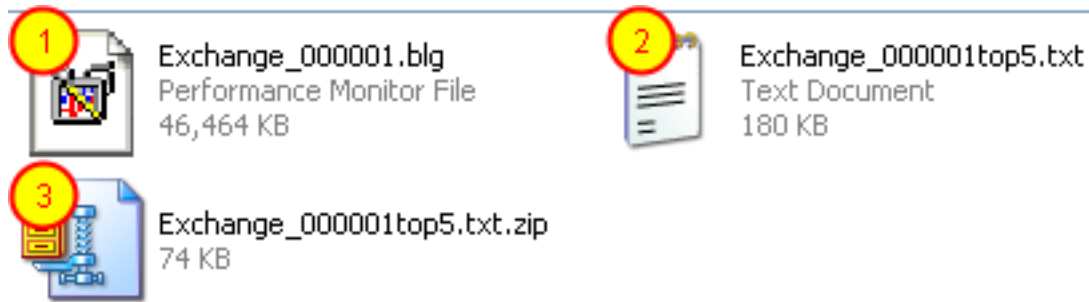 1
Exchange_000001.blg
Performance Monitor File
46,464 KB
2
Exchange_000001top5.txt
Text Document
180 KB
3
Exchange_000001top5.txt.zip
74 KB